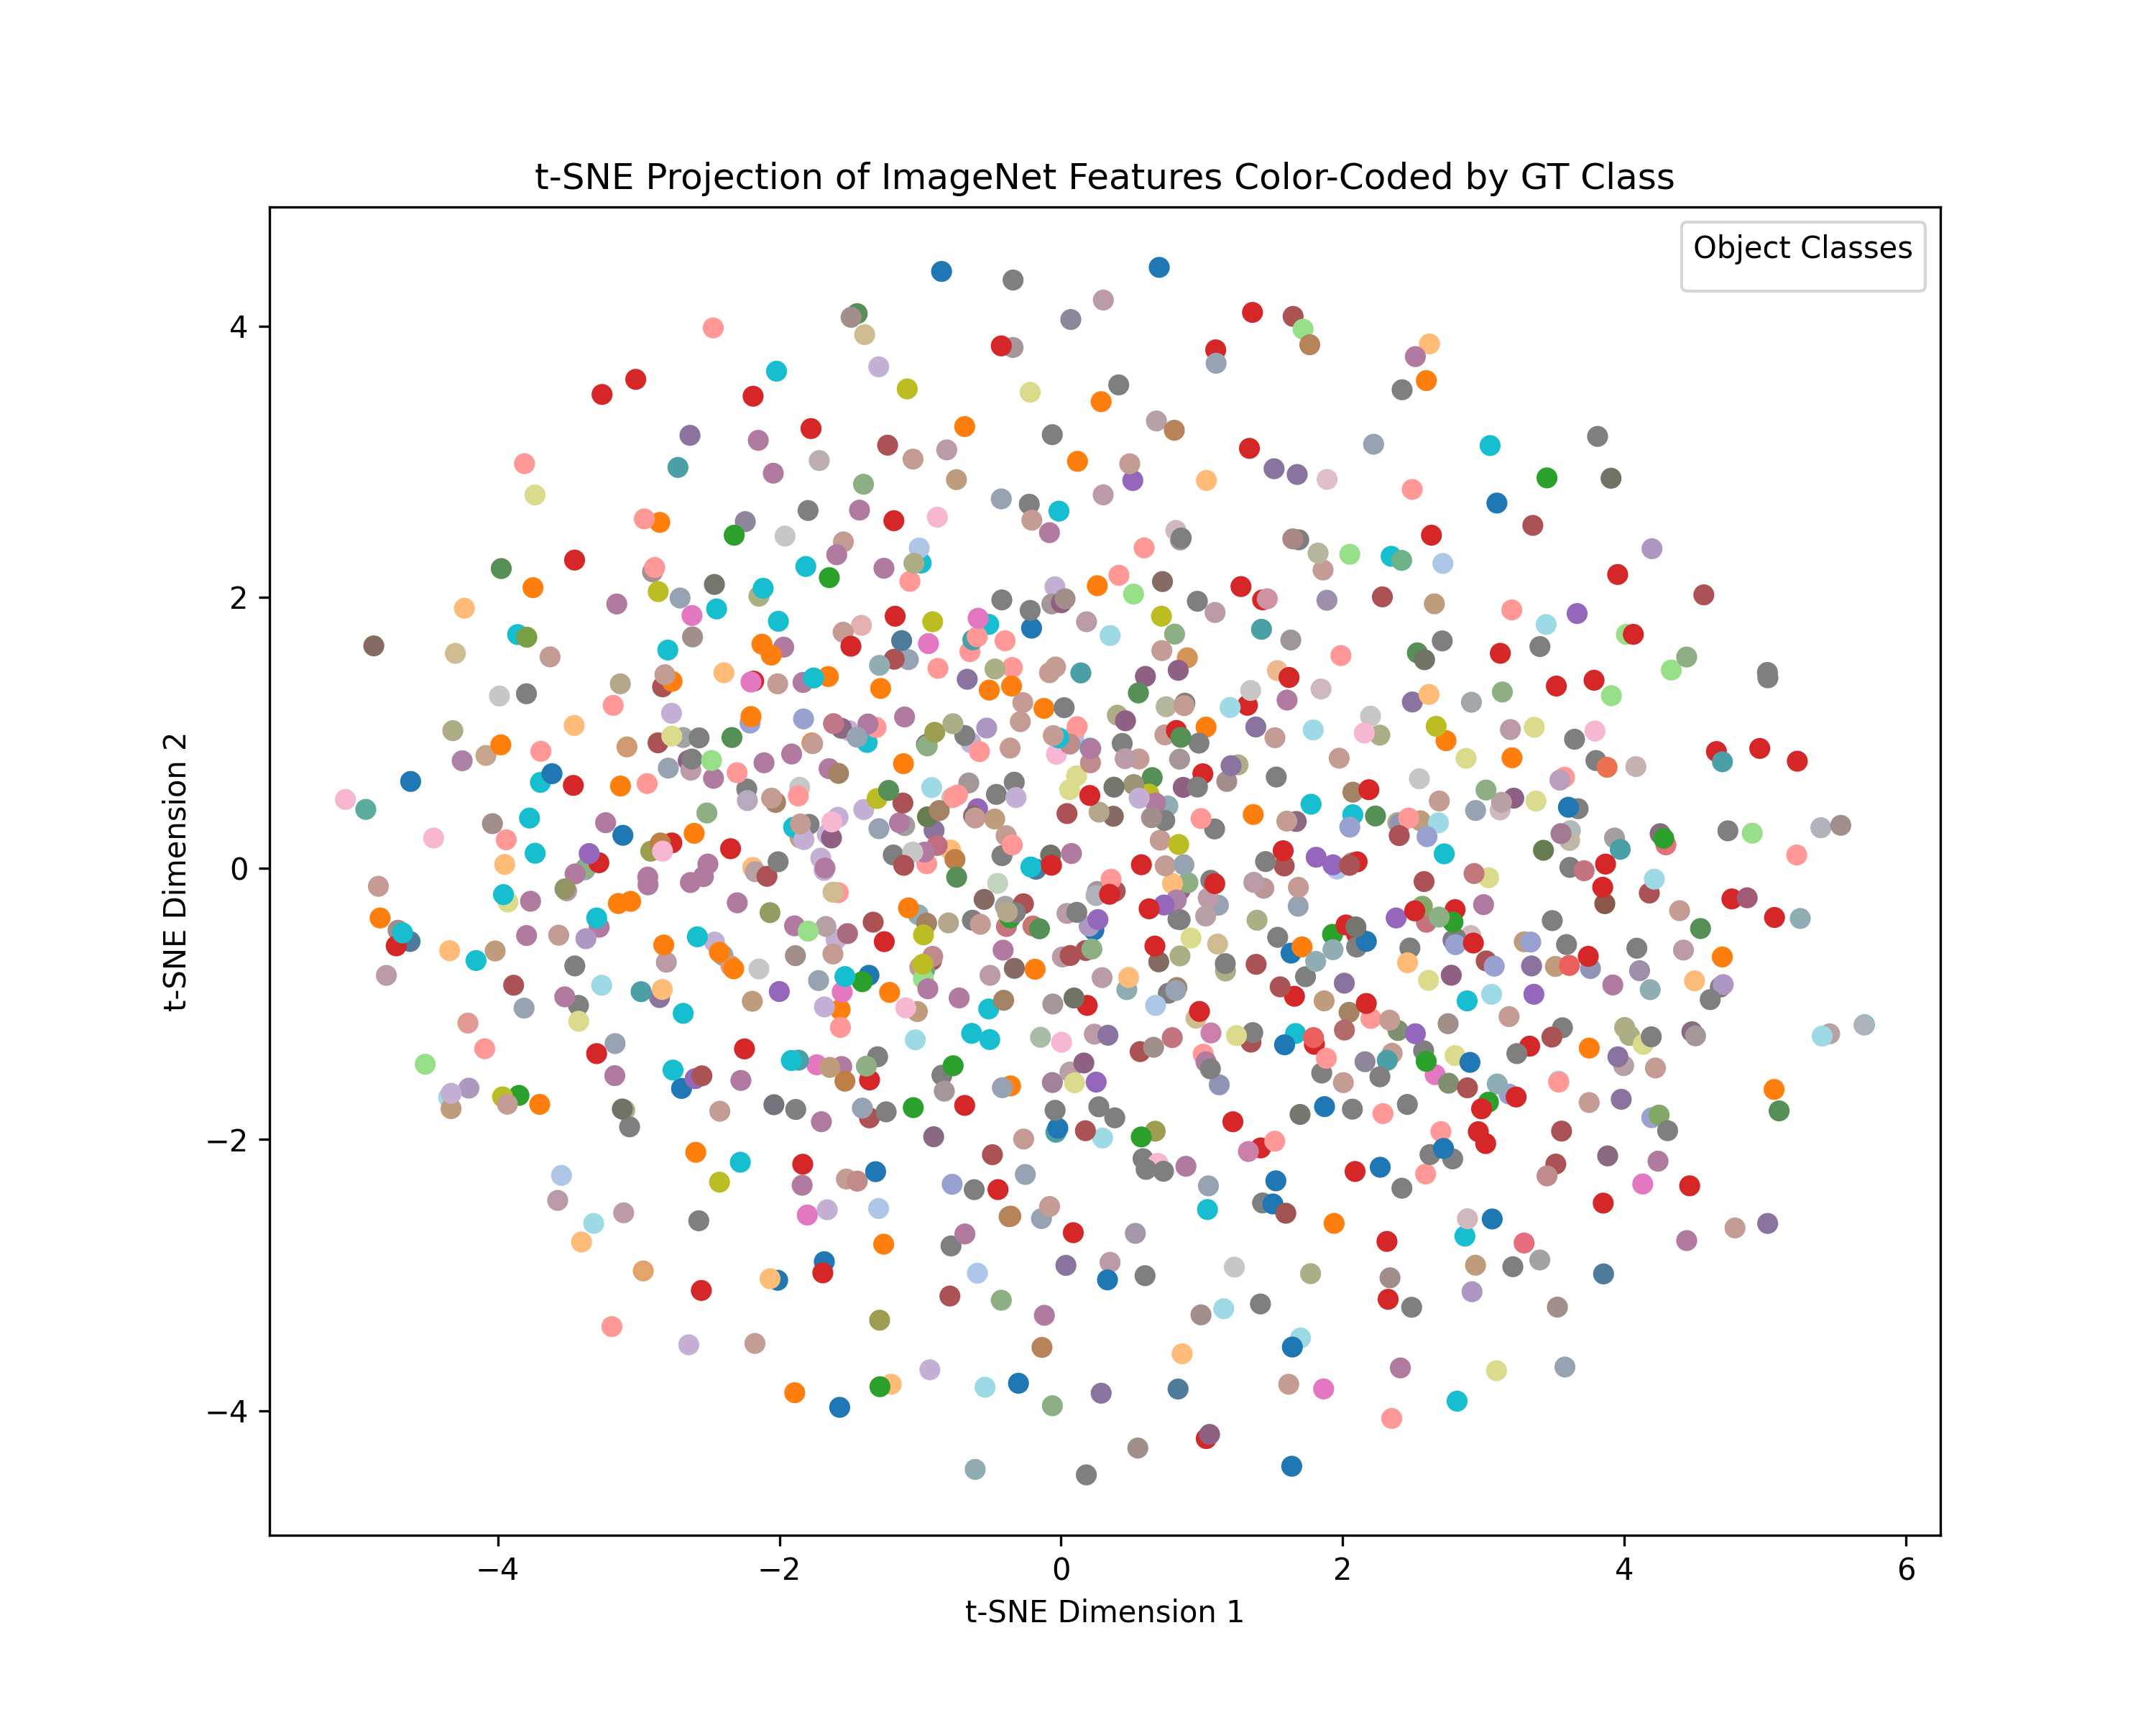 t-SNE Projection of ImageNet Features Color-Coded by GT Class
Object Classes
t-SNE Dimension 2
4
2
0
−2
−4
−4
−2
0
2
4
6
t-SNE Dimension 1